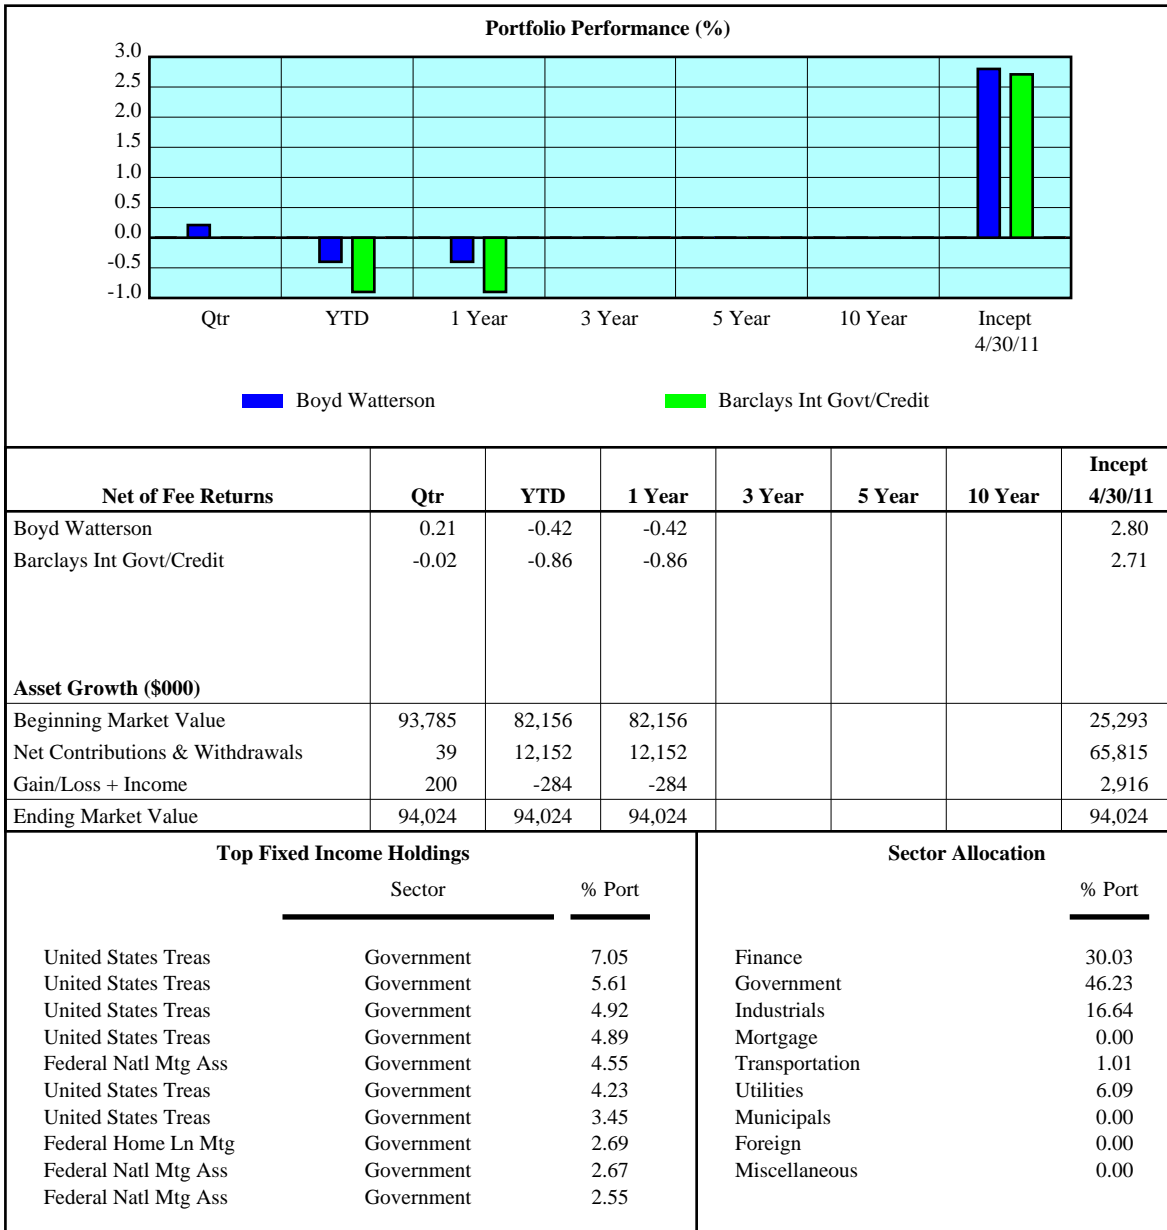 Portfolio Performance (%)
3.0
2.5
2.0
1.5
1.0
0.5
0.0
-0.5
-1.0
Qtr YTD 1 Year 3 Year 5 Year 10 Year Incept
4/30/11
Boyd Watterson Barclays Int Govt/Credit
Incept
Net of Fee Returns Qtr YTD 1 Year 3 Year 5 Year 10 Year 4/30/11
Boyd Watterson 0.21 -0.42 -0.42 2.80
Barclays Int Govt/Credit -0.02 -0.86 -0.86 2.71
Asset Growth ($000)
Beginning Market Value 93,785 82,156 82,156 25,293
Net Contributions & Withdrawals 39 12,152 12,152 65,815
Gain/Loss + Income 200 -284 -284 2,916
Ending Market Value 94,024 94,024 94,024 94,024
Top Fixed Income Holdings
Sector % Port
United States Treas Government 7.05
United States Treas Government 5.61
United States Treas Government 4.92
United States Treas Government 4.89
Federal Natl Mtg Ass Government 4.55
United States Treas Government 4.23
United States Treas Government 3.45
Federal Home Ln Mtg Government 2.69
Federal Natl Mtg Ass Government 2.67
Federal Natl Mtg Ass Government 2.55
Sector Allocation
% Port
Finance 30.03
Government 46.23
Industrials 16.64
Mortgage 0.00
Transportation 1.01
Utilities 6.09
Municipals 0.00
Foreign 0.00
Miscellaneous 0.00